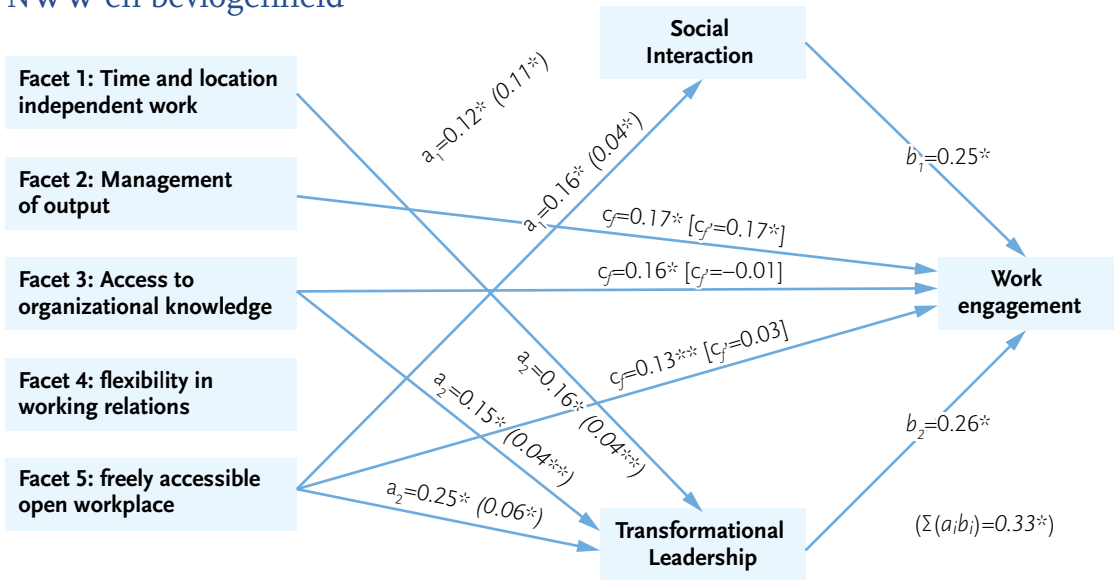 NWW en bevlogenheid
Social
Interaction
Facet 1: Time and location
independent work
Facet 2: Management
of output
Facet 3: Access to
organizational knowledge
Facet 4: flexibility in
working relations
Facet 5: freely accessible
open workplace
a₁=0.12* (0.11*)
a₁=0.16* (0.04*)
b₁=0.25*
cf=0.17* [cf'=0.17*]
cf=0.16* [cf'=−0.01]
cf=0.13** [cf'=0.03]
Work
engagement
a₂=0.16* (0.04**)
a₂=0.15* (0.04**)
a₂=0.25* (0.06*)
b₂=0.26*
Transformational
Leadership
(Σ(aᵢbᵢ)=0.33*)